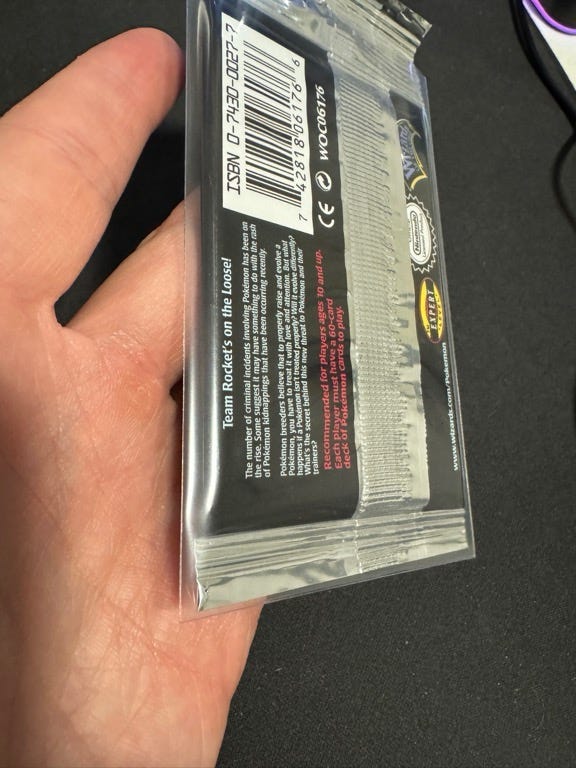 ISBN 0-7430-0027-?
7 42818 06176 6
CE WOC06176
Team Rocket's on the Loose!
The number of criminal incidents involving Pokémon has been on
the rise. Some suggest it may have something to do with the rash
of Pokémon kidnappings that have been occurring recently.
Pokémon breeders believe that to properly raise and evolve a
Pokémon, you have to treat it with love and attention. But what
happens if a Pokémon isn't treated properly? Will it evolve differently?
What's the secret behind this new threat to Pokémon and their
trainers?
Recommended for players ages 10 and up.
Each player must have a 60-card
deck of Pokémon cards to play.
Nintendo
EXPERT
www.wizards.com/Pokemon